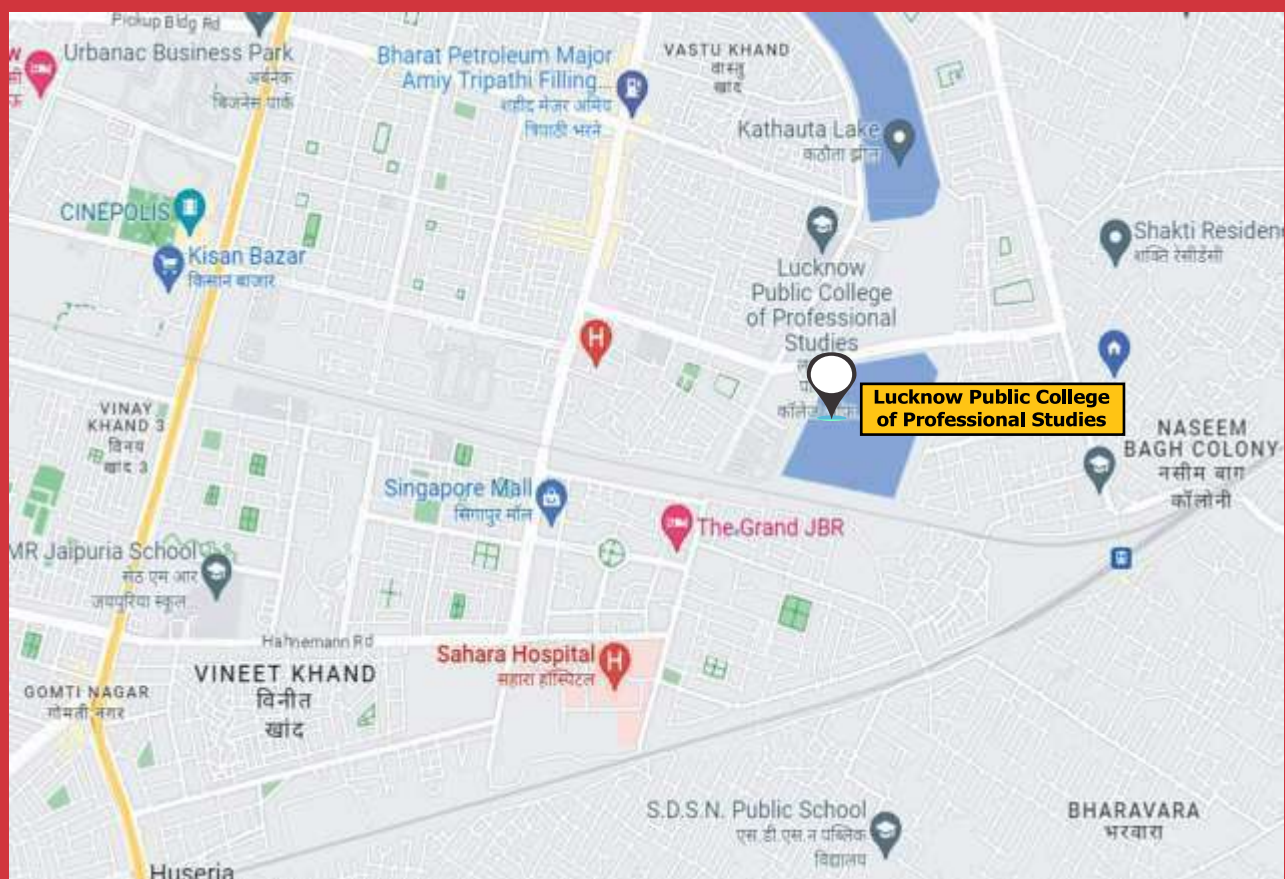 Pickup Bldg Rd
Urbanac Business Park
अर्बनेक
बिजनेस पार्क
Bharat Petroleum Major
Amiy Tripathi Filling...
शहीद मेजर अमिय
त्रिपाठी भरने...
VASTU KHAND
वास्तु
खंड
Kathauta Lake
कठौता झील
CINEPOLIS
Kisan Bazar
किसान बाजार
Shakti Residen
शक्ति रेसीडेंसी
Lucknow
Public College
of Professional
Studies
कॉलेज
Lucknow Public College
of Professional Studies
VINAY
KHAND 3
विनय
खंड 3
NASEEM
BAGH COLONY
नसीम बाग
कॉलोनी
Singapore Mall
सिंगापुर मॉल
The Grand JBR
MR Jaipuria School
सेठ एम आर
जयपुरिया स्कूल...
Hahnemann Rd
Sahara Hospital
सहारा हॉस्पिटल
VINEET KHAND
विनीत
खांद
GOMTI NAGAR
गोमती नगर
S.D.S.N. Public School
एस.डी.एस.न पब्लिक
विद्यालय
BHARAVARA
भरवारा
Huseria